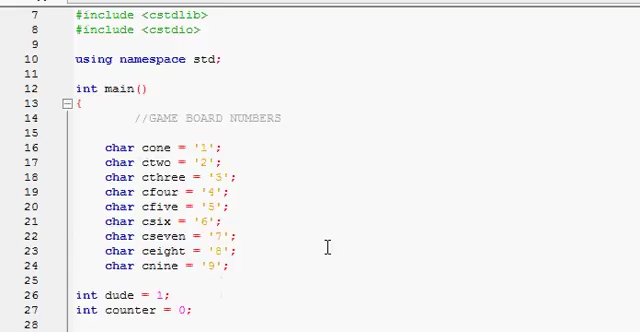 7 #include <cstdlib>
8 #include <cstdio>
9
10 using namespace std;
11
12 int main()
13 {
14 //GAME BOARD NUMBERS
15
16 char cone = '1';
17 char ctwo = '2';
18 char cthree = '3';
19 char cfour = '4';
20 char cfive = '5';
21 char csix = '6';
22 char cseven = '7';
23 char ceight = '8';
24 char cnine = '9';
25
26 int dude = 1;
27 int counter = 0;
28